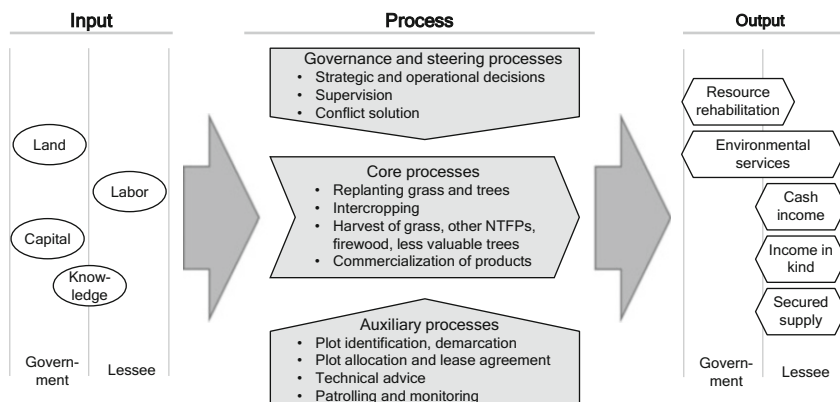 Input
Land
Labor
Capital
Know-
ledge
Govern-
ment
Lessee
Process
Governance and steering processes
• Strategic and operational decisions
• Supervision
• Conflict solution
Core processes
• Replanting grass and trees
• Intercropping
• Harvest of grass, other NTFPs,
firewood, less valuable trees
• Commercialization of products
Auxiliary processes
• Plot identification, demarcation
• Plot allocation and lease agreement
• Technical advice
• Patrolling and monitoring
Output
Resource
rehabilitation
Environmental
services
Cash
income
Income in
kind
Secured
supply
Govern-
ment
Lessee